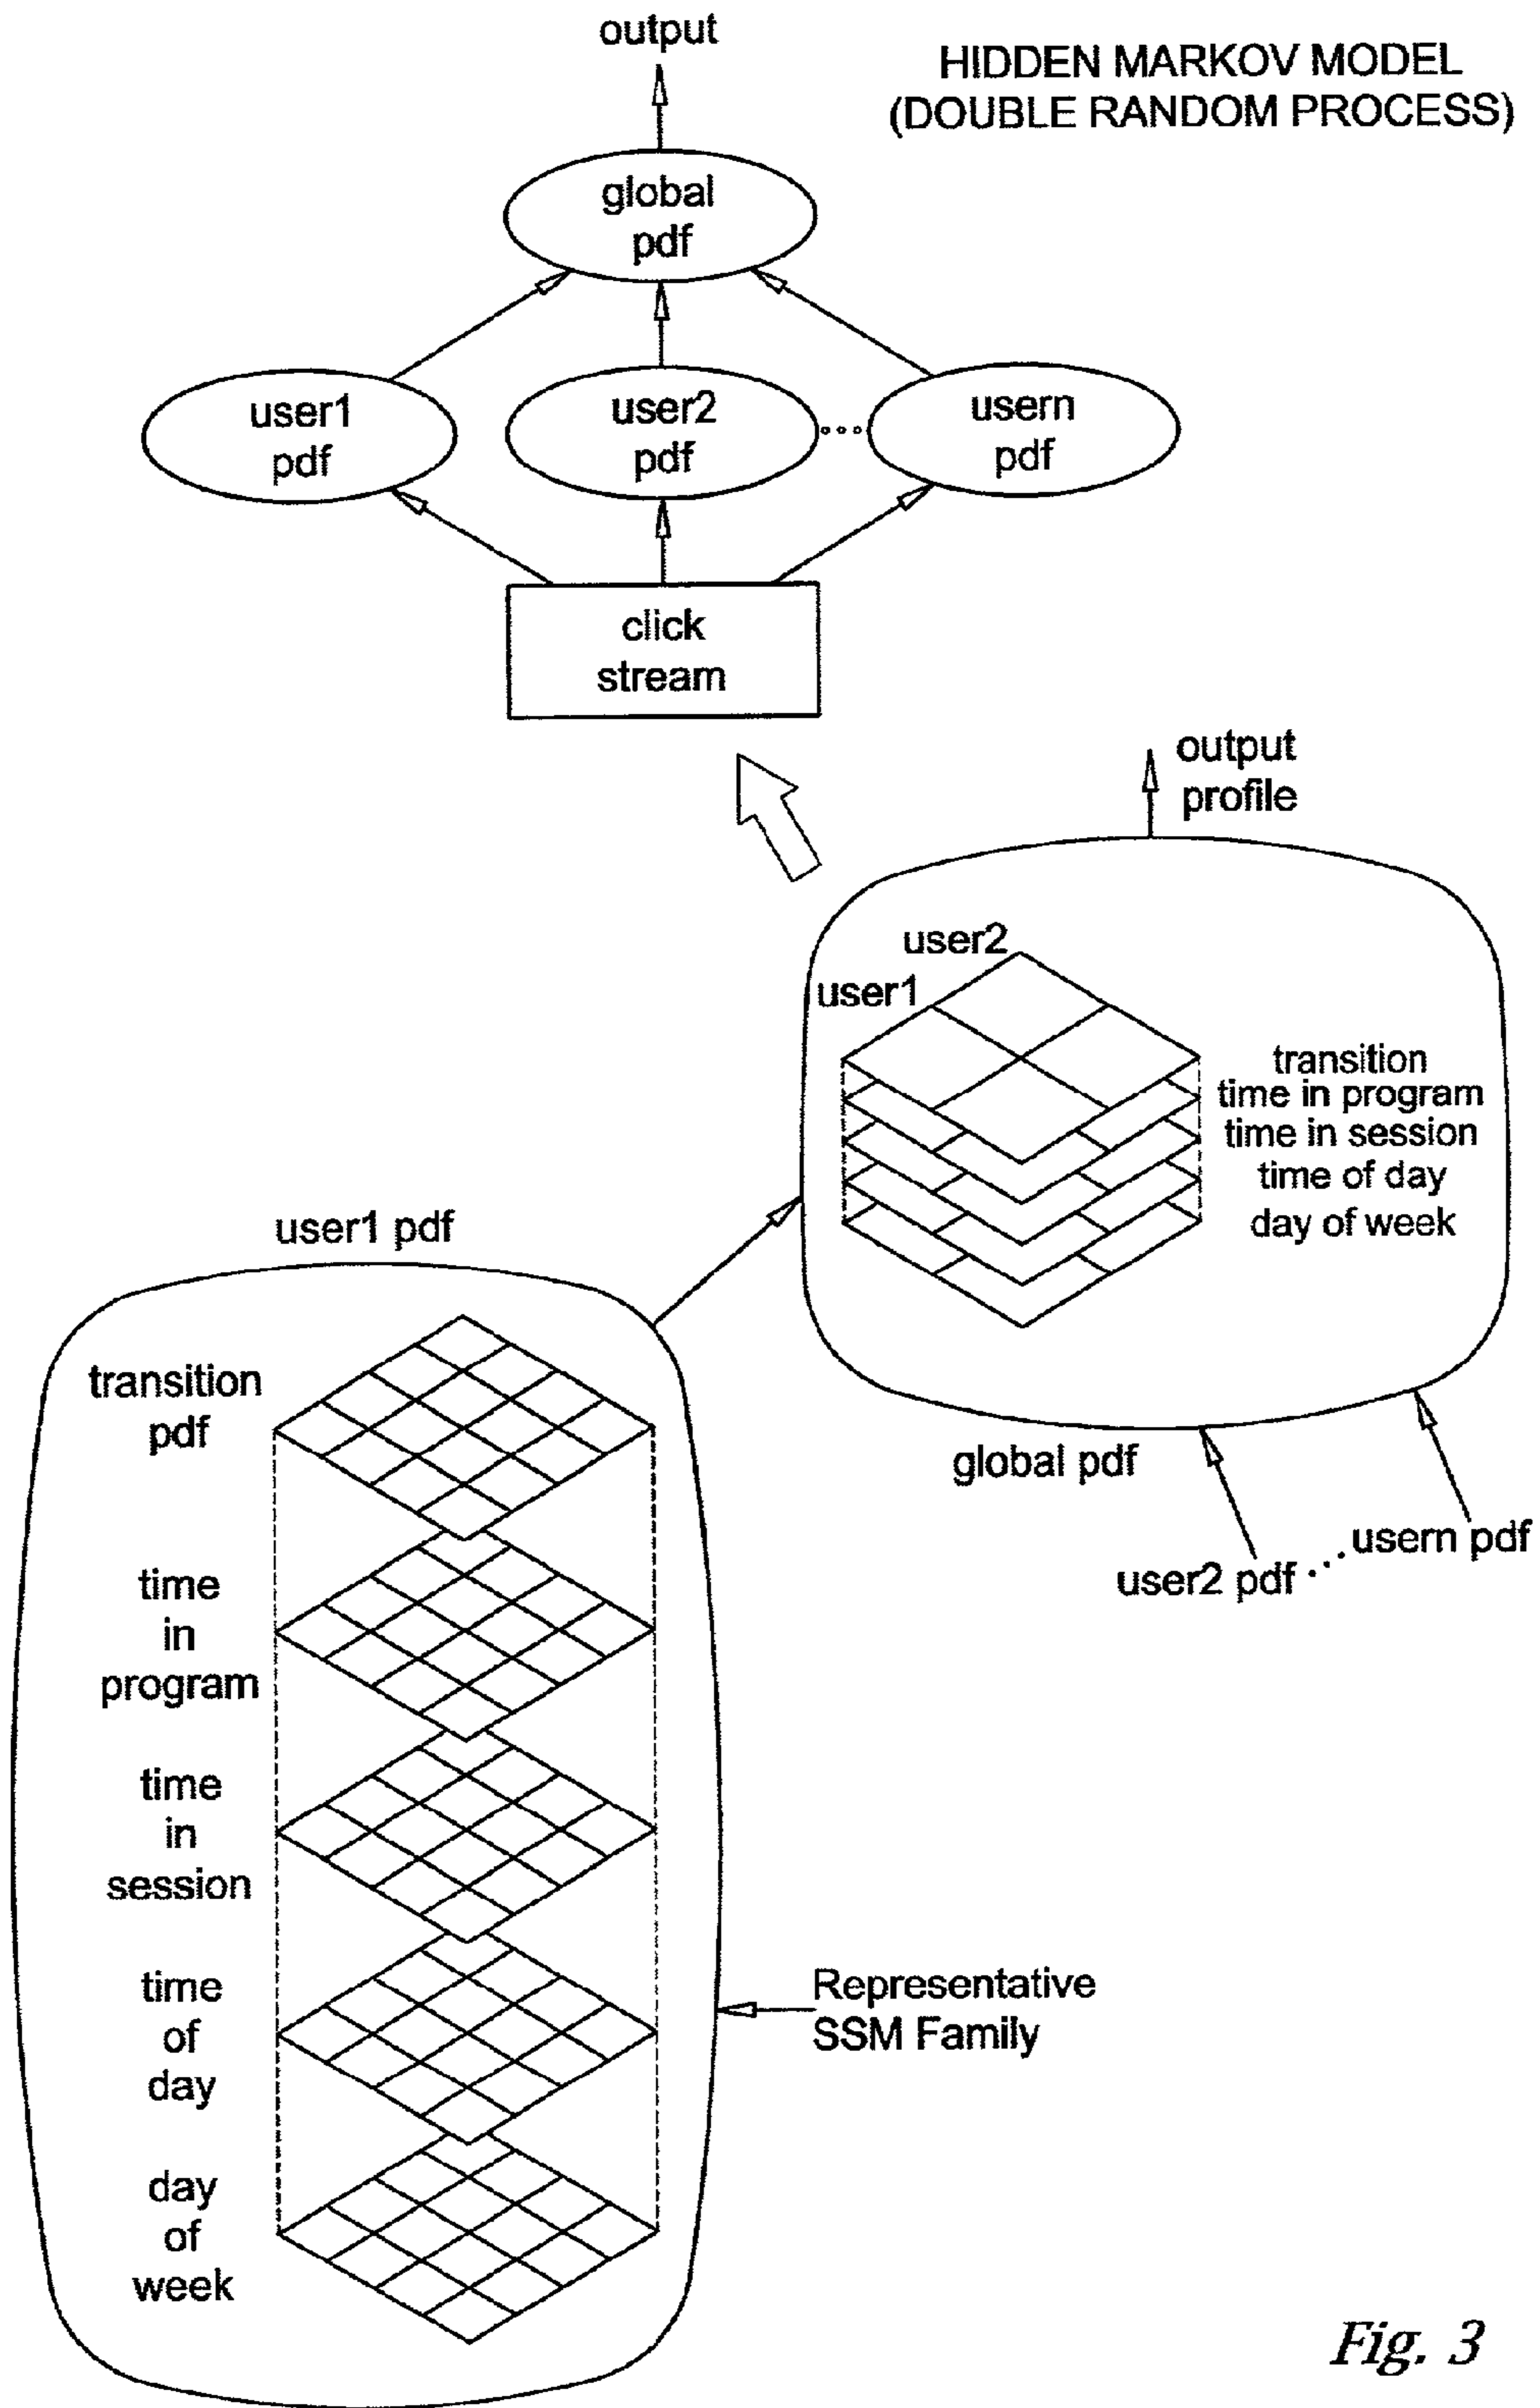 output
HIDDEN MARKOV MODEL
(DOUBLE RANDOM PROCESS)
global
pdf
user1
pdf
user2
pdf
usern
pdf
click
stream
output
profile
user2
user1
transition
time in program
time in session
time of day
day of week
global pdf
user2 pdf
usern pdf
user1 pdf
transition
pdf
time
in
program
time
in
session
time
of
day
day
of
week
Representative
SSM Family
Fig. 3